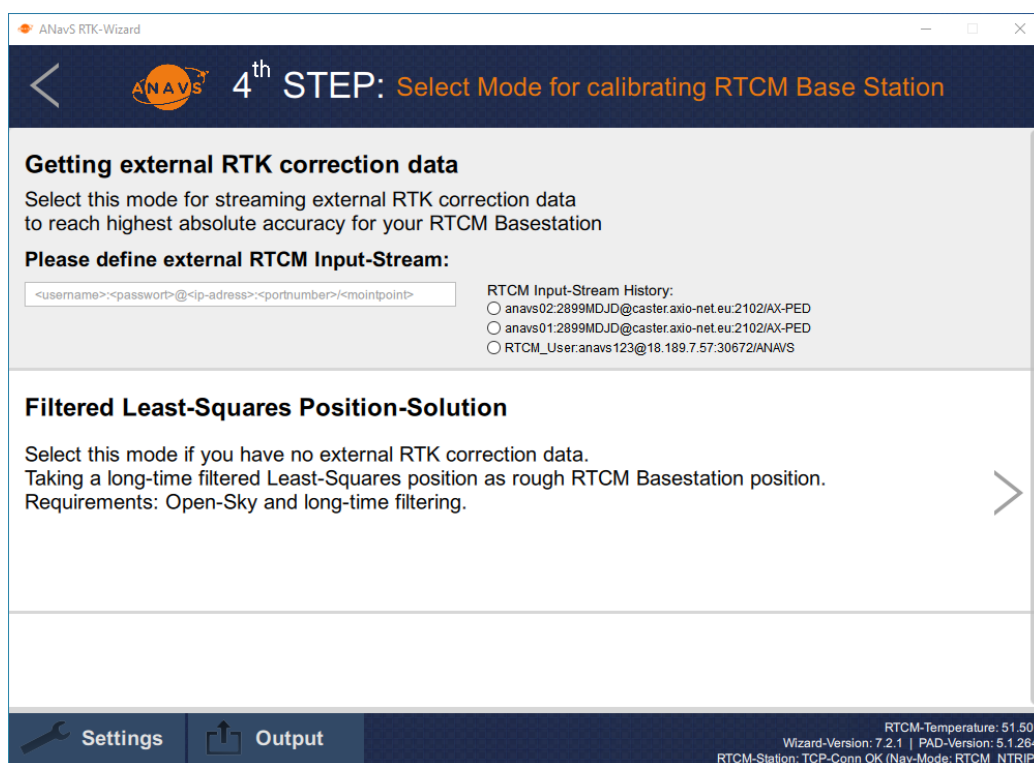 ANavS RTK-Wizard
ANAVS
4th STEP: Select Mode for calibrating RTCM Base Station
Getting external RTK correction data
Select this mode for streaming external RTK correction data
to reach highest absolute accuracy for your RTCM Basestation
Please define external RTCM Input-Stream:
<username>:<passwort>@<ip-adress>:<portnumber>/<mointpoint>
RTCM Input-Stream History:
anavs02:2899MDJD@caster.axio-net.eu:2102/AX-PED
anavs01:2899MDJD@caster.axio-net.eu:2102/AX-PED
RTCM_User:anavs123@18.189.7.57:30672/ANAVS
Filtered Least-Squares Position-Solution
Select this mode if you have no external RTK correction data.
Taking a long-time filtered Least-Squares position as rough RTCM Basestation position.
Requirements: Open-Sky and long-time filtering.
Settings
Output
RTCM-Temperature: 51.50
Wizard-Version: 7.2.1 | PAD-Version: 5.1.264
RTCM-Station: TCP-Conn OK (Nav-Mode: RTCM_NTRIP